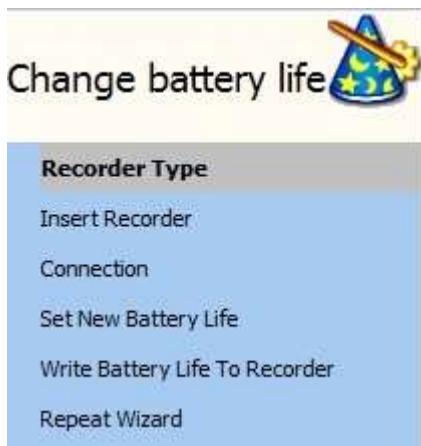 Change battery life
Recorder Type
Insert Recorder
Connection
Set New Battery Life
Write Battery Life To Recorder
Repeat Wizard